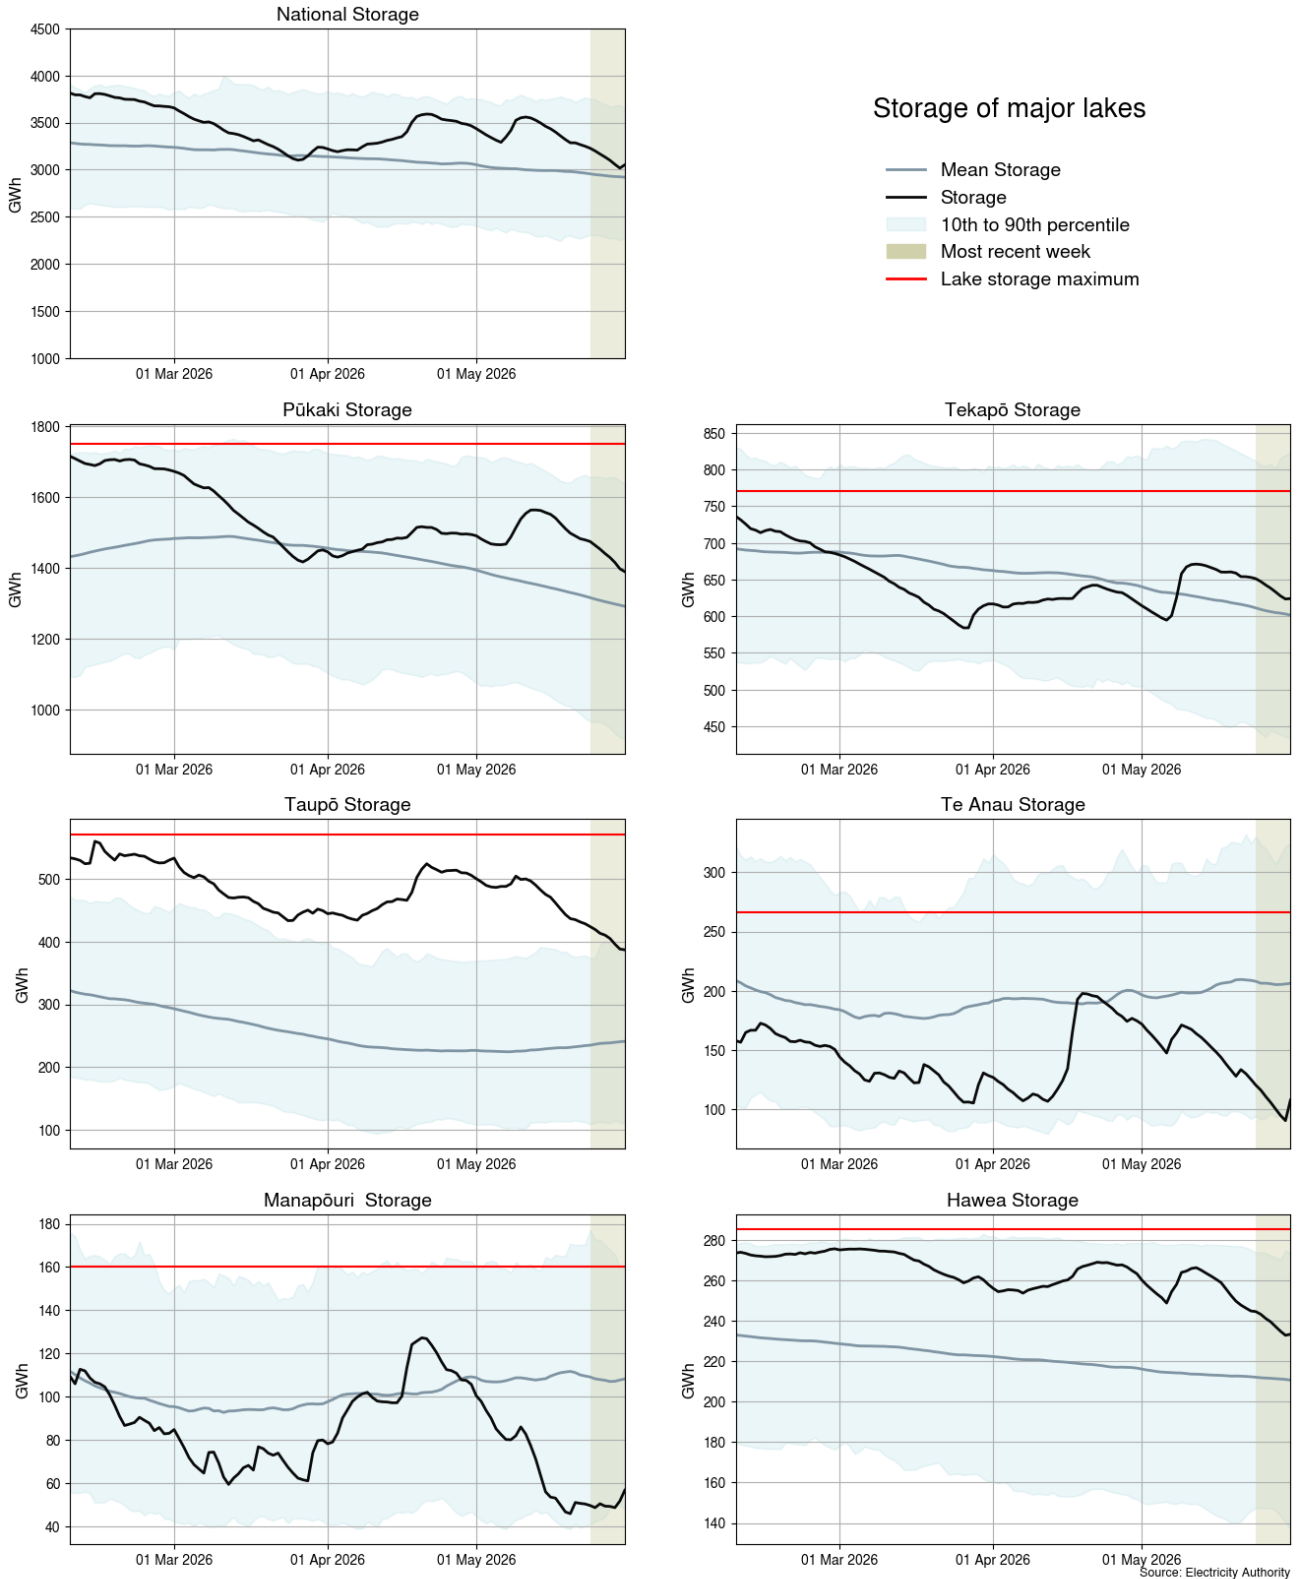 National Storage
4500
4000
3500
3000
2500
2000
1500
1000
GWh
01 Mar 2026
01 Apr 2026
01 May 2026
Storage of major lakes
Mean Storage
Storage
10th to 90th percentile
Most recent week
Lake storage maximum
Pūkaki Storage
1800
1600
1400
1200
1000
GWh
01 Mar 2026
01 Apr 2026
01 May 2026
Tekapō Storage
850
800
750
700
650
600
550
500
450
GWh
01 Mar 2026
01 Apr 2026
01 May 2026
Taupō Storage
500
400
300
200
100
GWh
01 Mar 2026
01 Apr 2026
01 May 2026
Te Anau Storage
300
250
200
150
100
GWh
01 Mar 2026
01 Apr 2026
01 May 2026
Manapōuri  Storage
180
160
140
120
100
80
60
40
GWh
01 Mar 2026
01 Apr 2026
01 May 2026
Hawea Storage
280
260
240
220
200
180
160
140
GWh
01 Mar 2026
01 Apr 2026
01 May 2026
Source: Electricity Authority